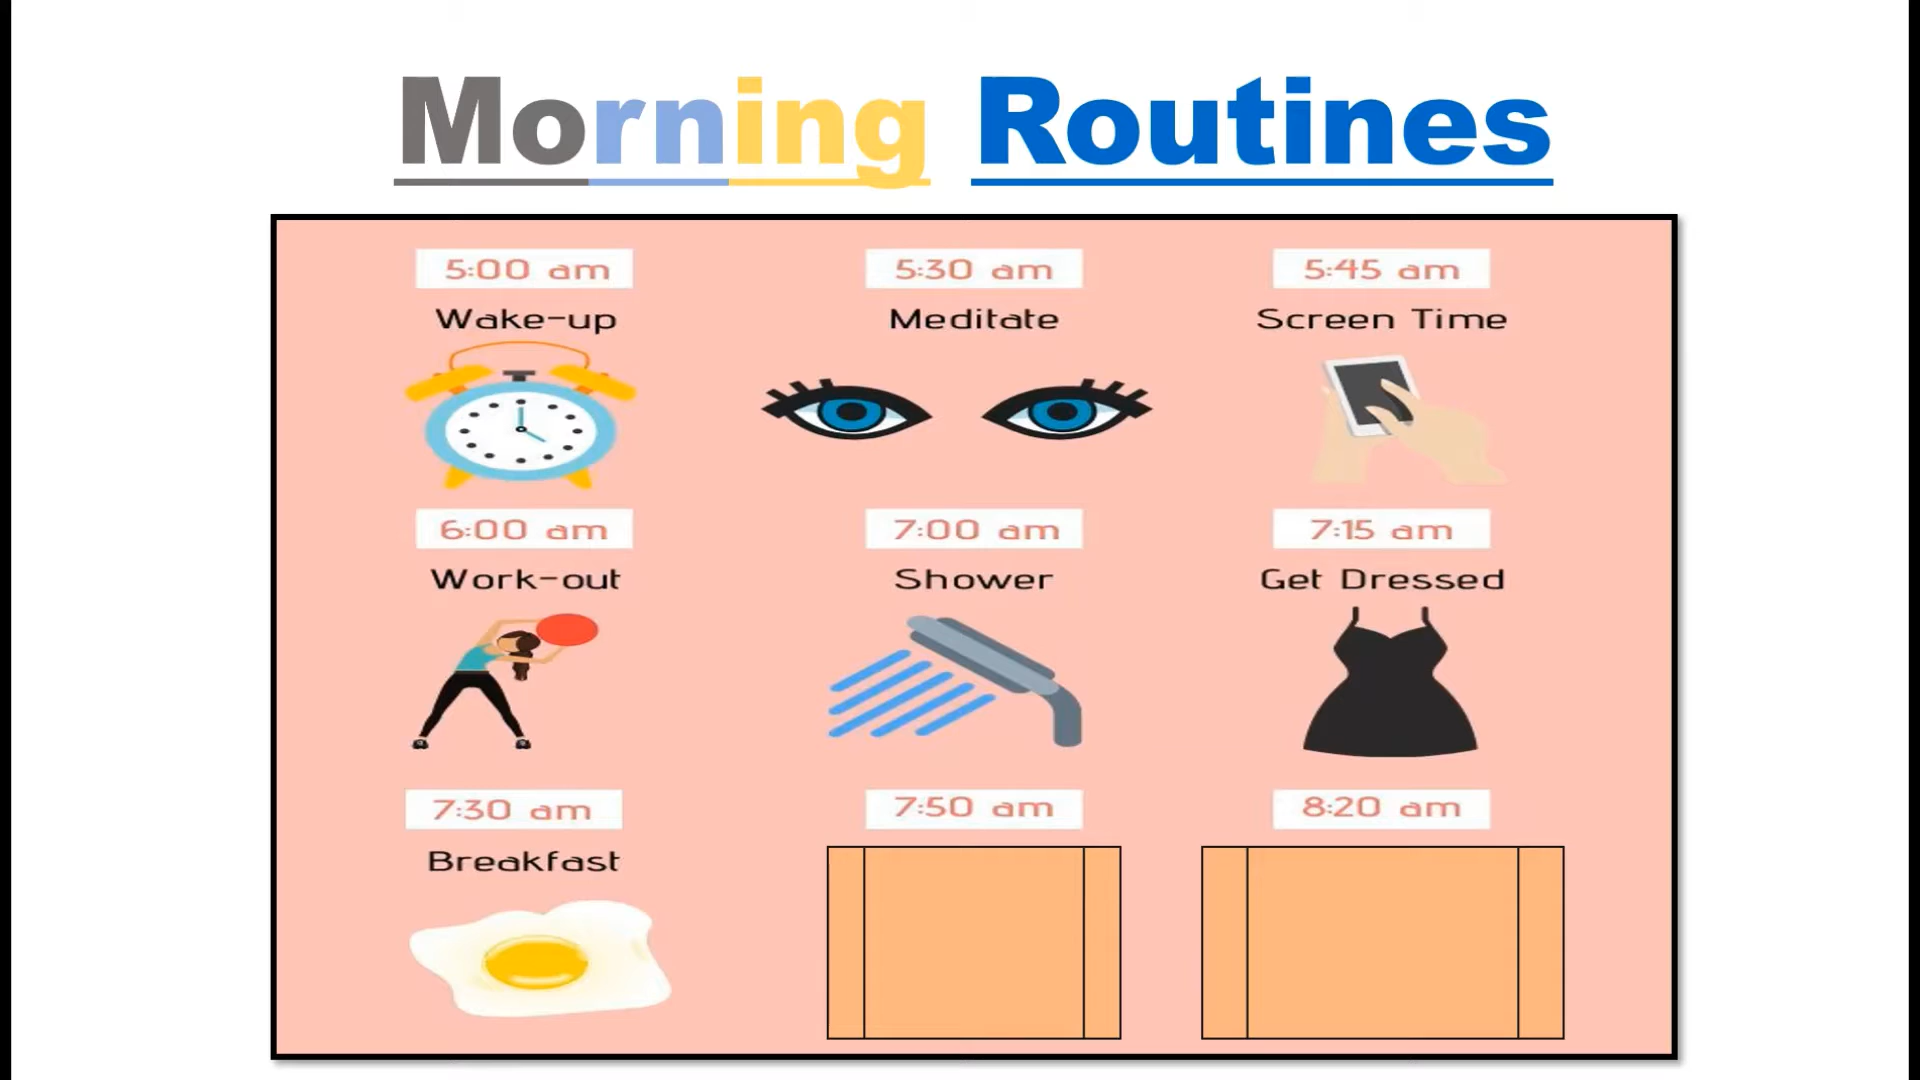 Morning Routines
5:00 am
Wake-up
5:30 am
Meditate
5:45 am
Screen Time
6:00 am
Work-out
7:00 am
Shower
7:15 am
Get Dressed
7:30 am
Breakfast
7:50 am
8:20 am